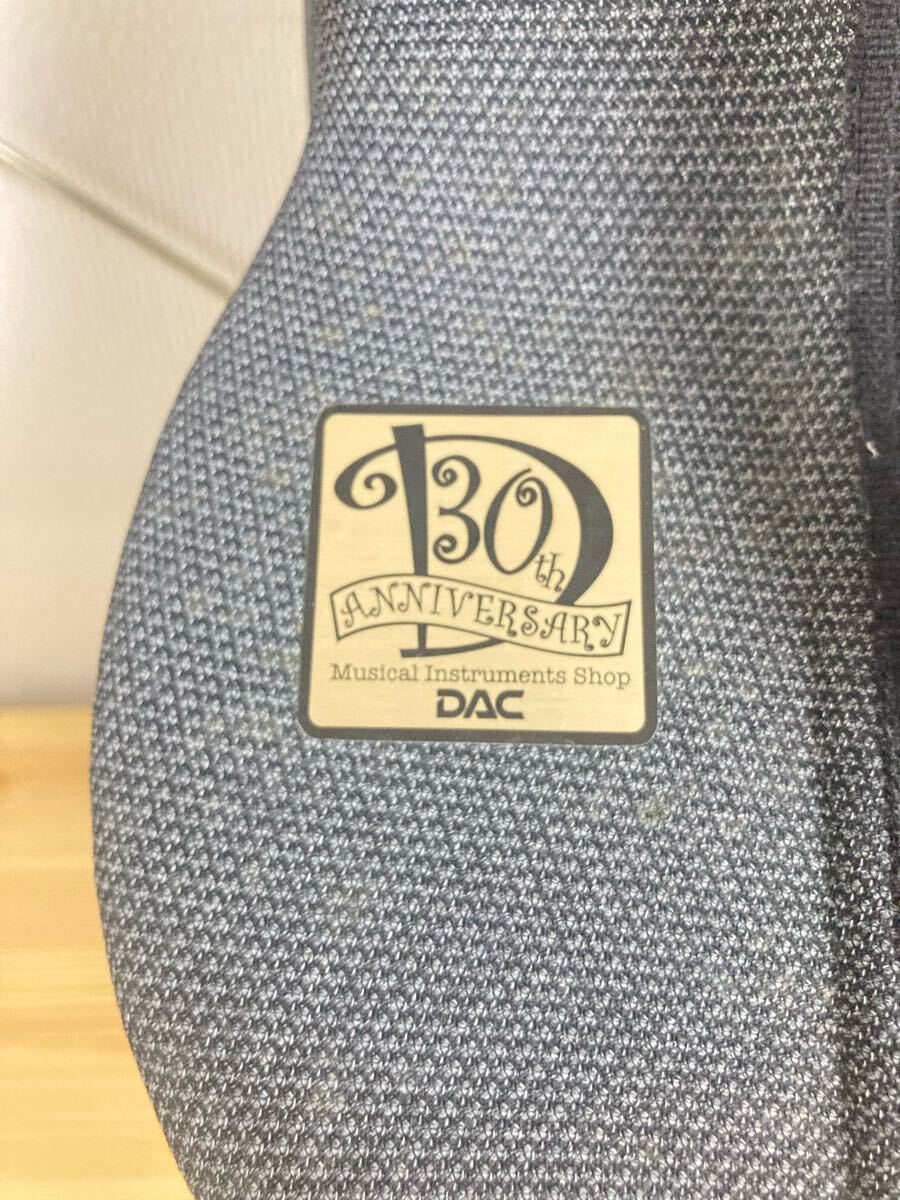 D
30th
ANNIVERSARY
Musical Instruments Shop
DAC